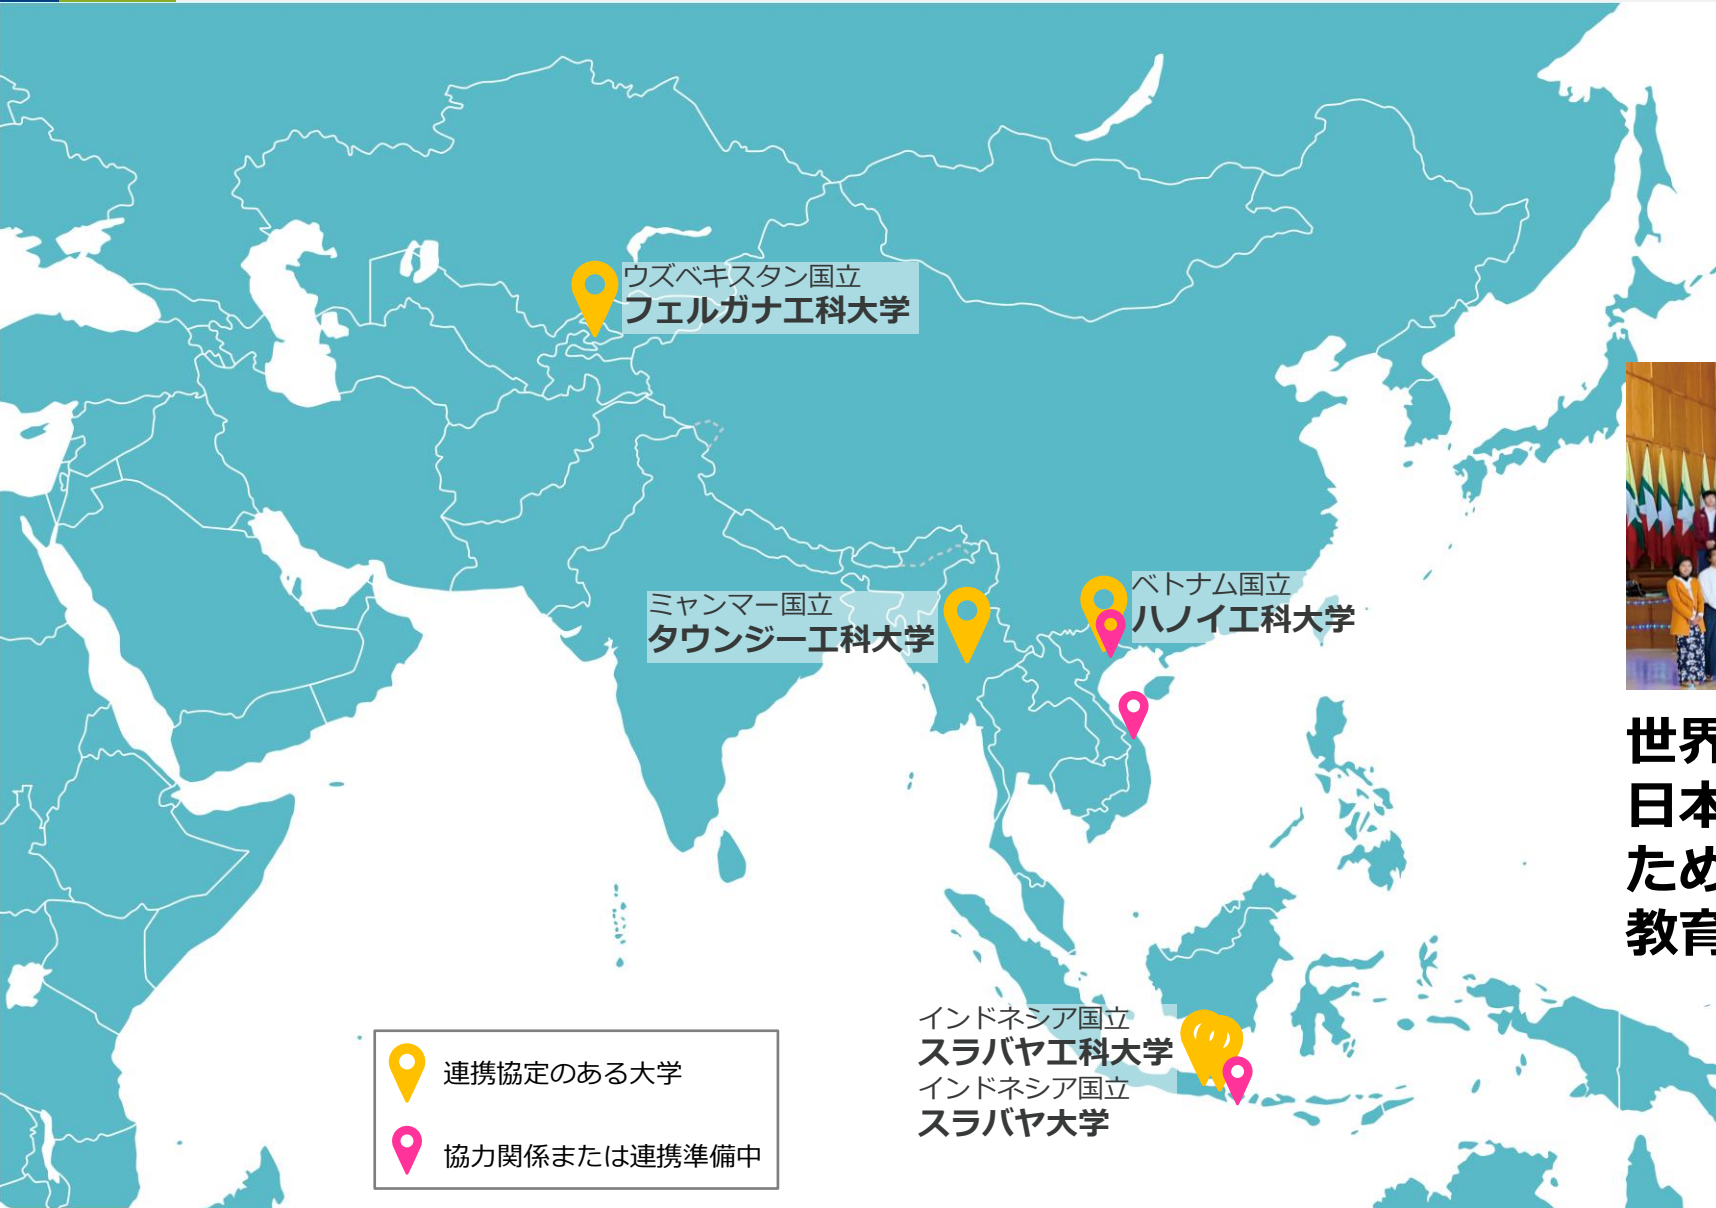 ウズベキスタン国立
フェルガナ工科大学
ミャンマー国立
タウンジー工科大学
ベトナム国立
ハノイ工科大学
インドネシア国立
スラバヤ工科大学
インドネシア国立
スラバヤ大学
連携協定のある大学
協力関係または連携準備中
世界
日本
ため
教育